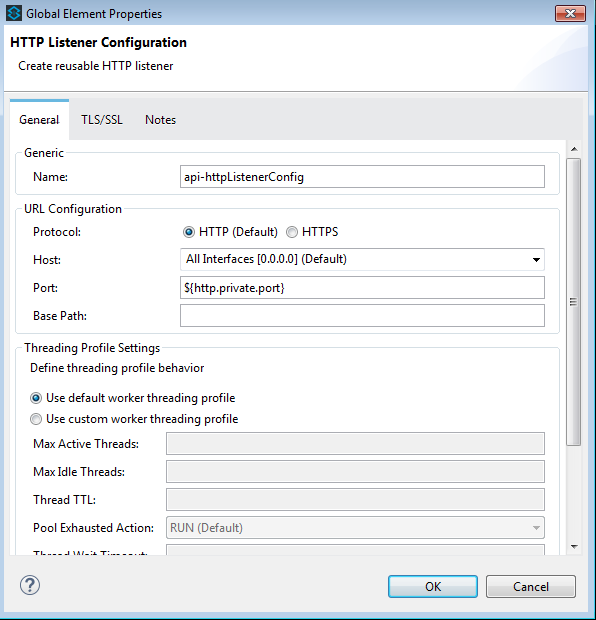 Global Element Properties
HTTP Listener Configuration
Create reusable HTTP listener
General TLS/SSL Notes
Generic
Name: api-httpListenerConfig
URL Configuration
Protocol: HTTP (Default) HTTPS
Host: All Interfaces [0.0.0.0] (Default)
Port: ${http.private.port}
Base Path:
Threading Profile Settings
Define threading profile behavior
Use default worker threading profile
Use custom worker threading profile
Max Active Threads:
Max Idle Threads:
Thread TTL:
Pool Exhausted Action: RUN (Default)
Thread Wait Timeout:
? OK Cancel